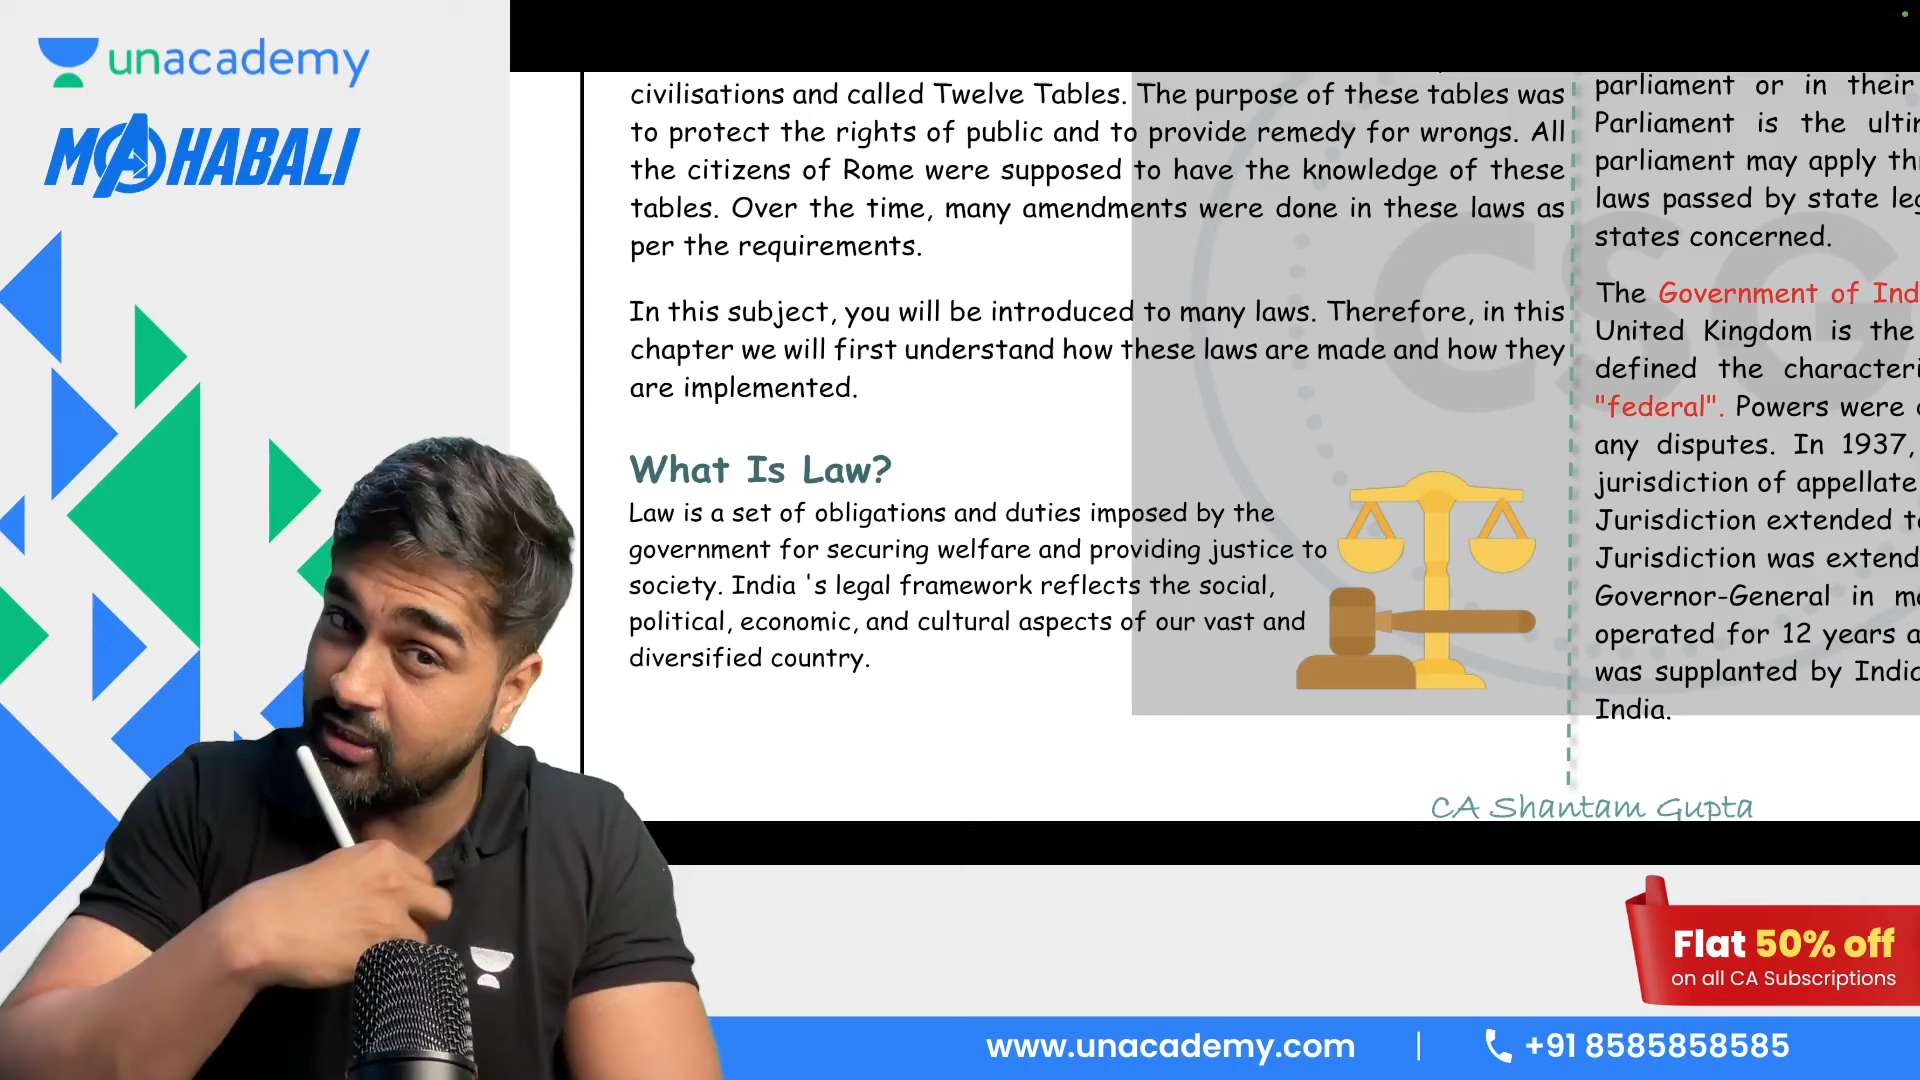 unacademy
MAHABALI
civilisations and called Twelve Tables. The purpose of these tables was
to protect the rights of public and to provide remedy for wrongs. All
the citizens of Rome were supposed to have the knowledge of these
tables. Over the time, many amendments were done in these laws as
per the requirements.
In this subject, you will be introduced to many laws. Therefore, in this
chapter we will first understand how these laws are made and how they
are implemented.
What Is Law?
Law is a set of obligations and duties imposed by the
government for securing welfare and providing justice to
society. India 's legal framework reflects the social,
political, economic, and cultural aspects of our vast and
diversified country.
parliament or in their
Parliament is the
parliament may apply
laws passed by state
states concerned.
The Government of
United Kingdom is the
defined the
"federal". Powers were
any disputes. In 1937,
jurisdiction of appellate
Jurisdiction extended
Jurisdiction was
Governor-General in
operated for 12 years
was supplanted by
India.
CSG
CA Shantam Gupta
Flat 50% off
on all CA Subscriptions
www.unacademy.com | +91 8585858585